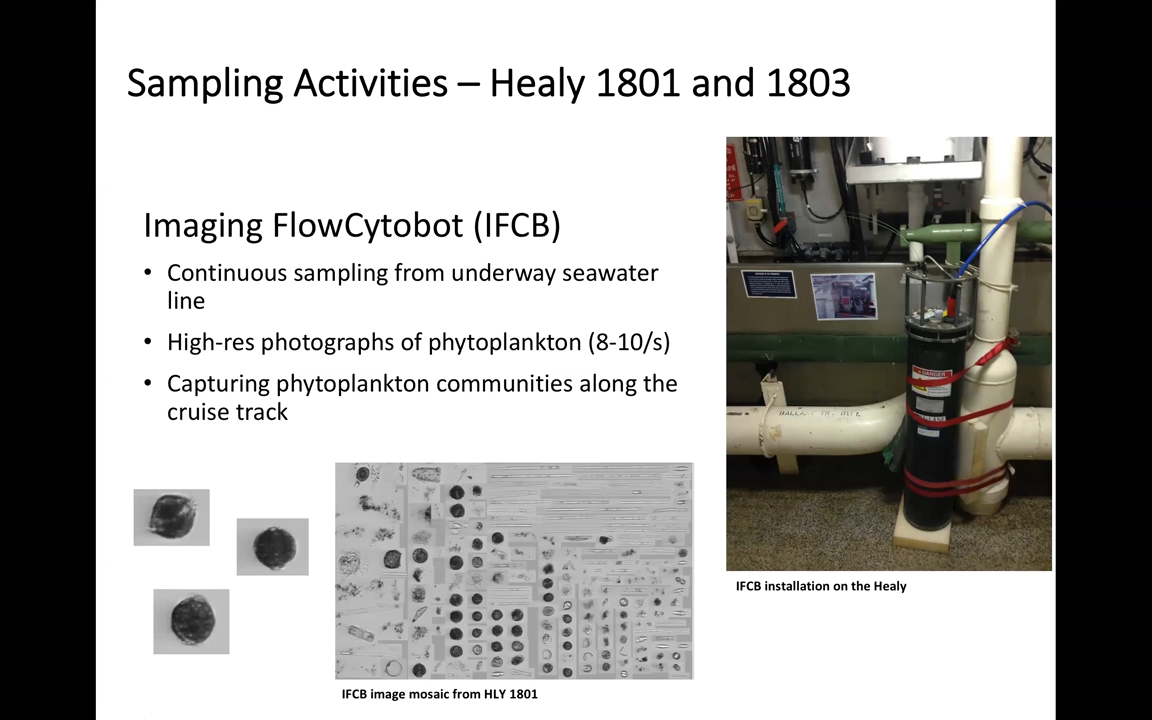 Sampling Activities – Healy 1801 and 1803
Imaging FlowCytobot (IFCB)
• Continuous sampling from underway seawater
line
• High-res photographs of phytoplankton (8-10/s)
• Capturing phytoplankton communities along the
cruise track
DANGER
IFCB installation on the Healy
IFCB image mosaic from HLY 1801